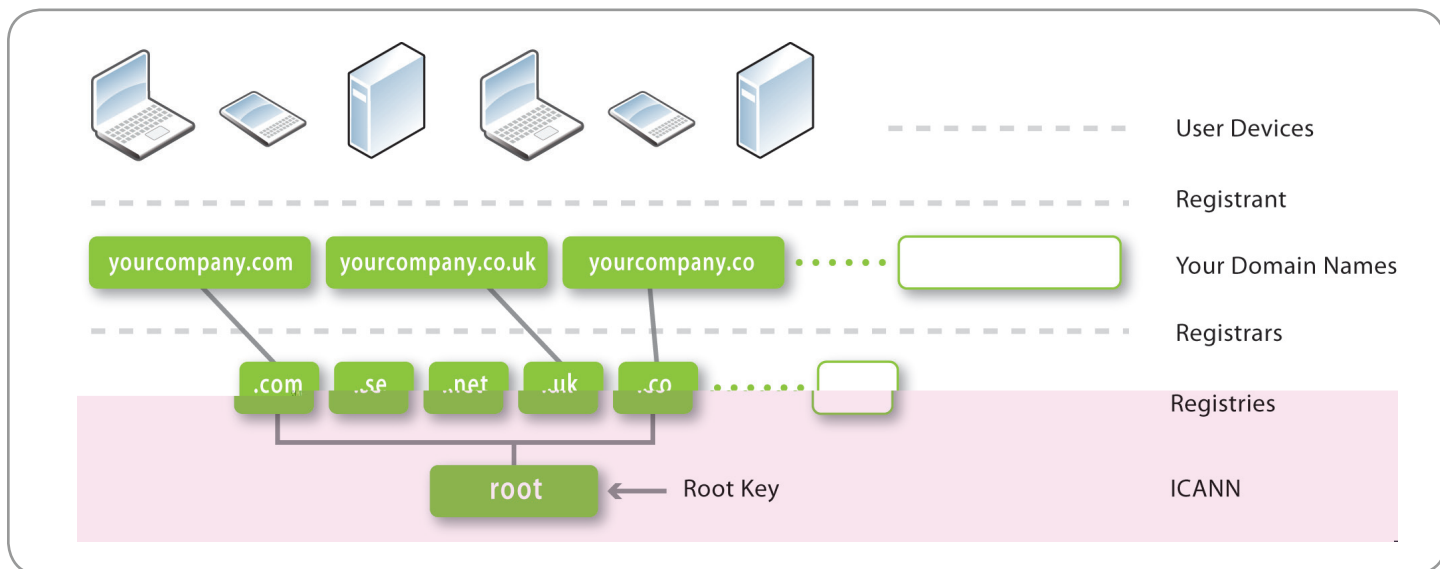 User Devices
Registrant
yourcompany.com yourcompany.co.uk yourcompany.co Your Domain Names
Registrars
.com .se .net .uk .co
Registries
root Root Key ICANN